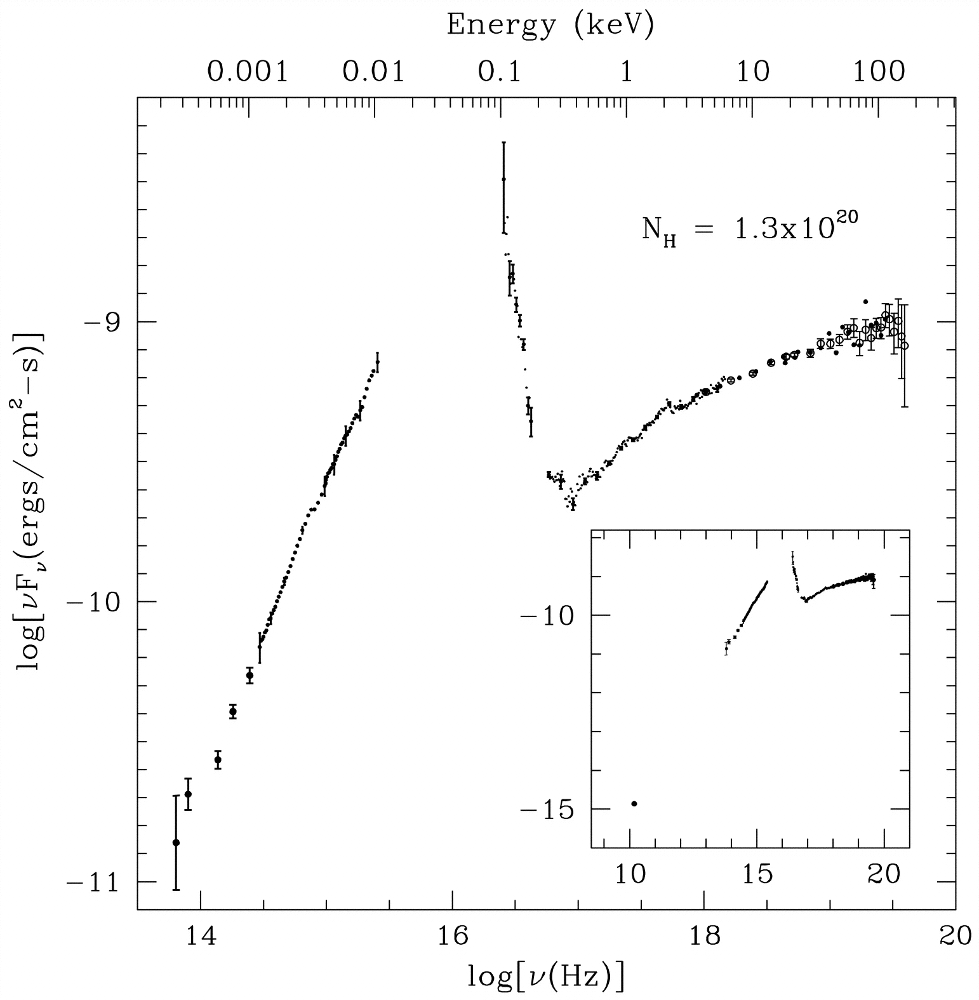 Energy (keV)
0.001 0.01 0.1 1 10 100
N_H = 1.3x10^20
log[νF_ν(ergs/cm^2−s)]
−9
−10
−11
−10
−15
10 15 20
14 16 18 20
log[ν(Hz)]